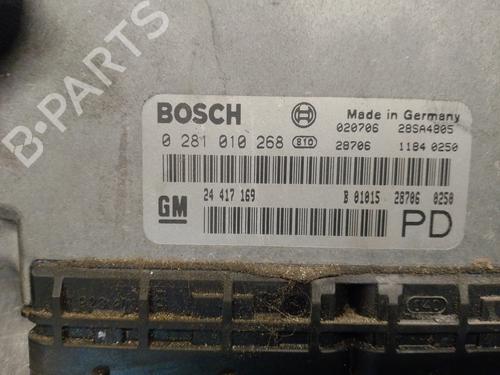 B-PARTS
BOSCH Made in Germany
020706 28SA4805
0 281 010 268 810 28706 1184 0250
24 417 169 B 01015 28706 0250
GM PD